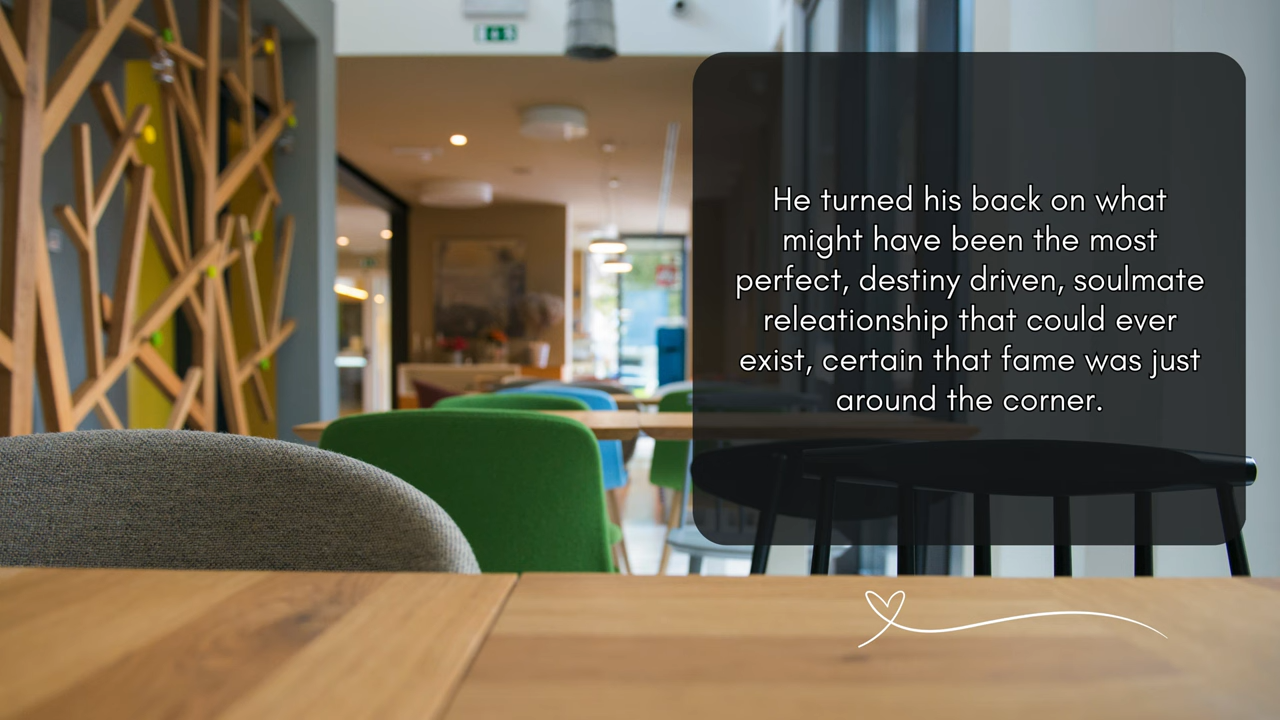 He turned his back on what
might have been the most
perfect, destiny driven, soulmate
releationship that could ever
exist, certain that fame was just
around the corner.